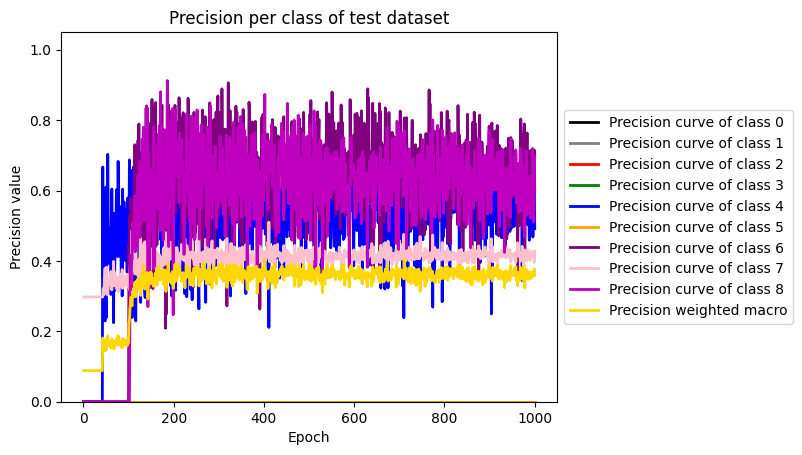 Precision per class of test dataset
1.0
0.8
0.6
0.4
0.2
0.0
Precision value
0
200
400
600
800
1000
Epoch
Precision curve of class 0
Precision curve of class 1
Precision curve of class 2
Precision curve of class 3
Precision curve of class 4
Precision curve of class 5
Precision curve of class 6
Precision curve of class 7
Precision curve of class 8
Precision weighted macro